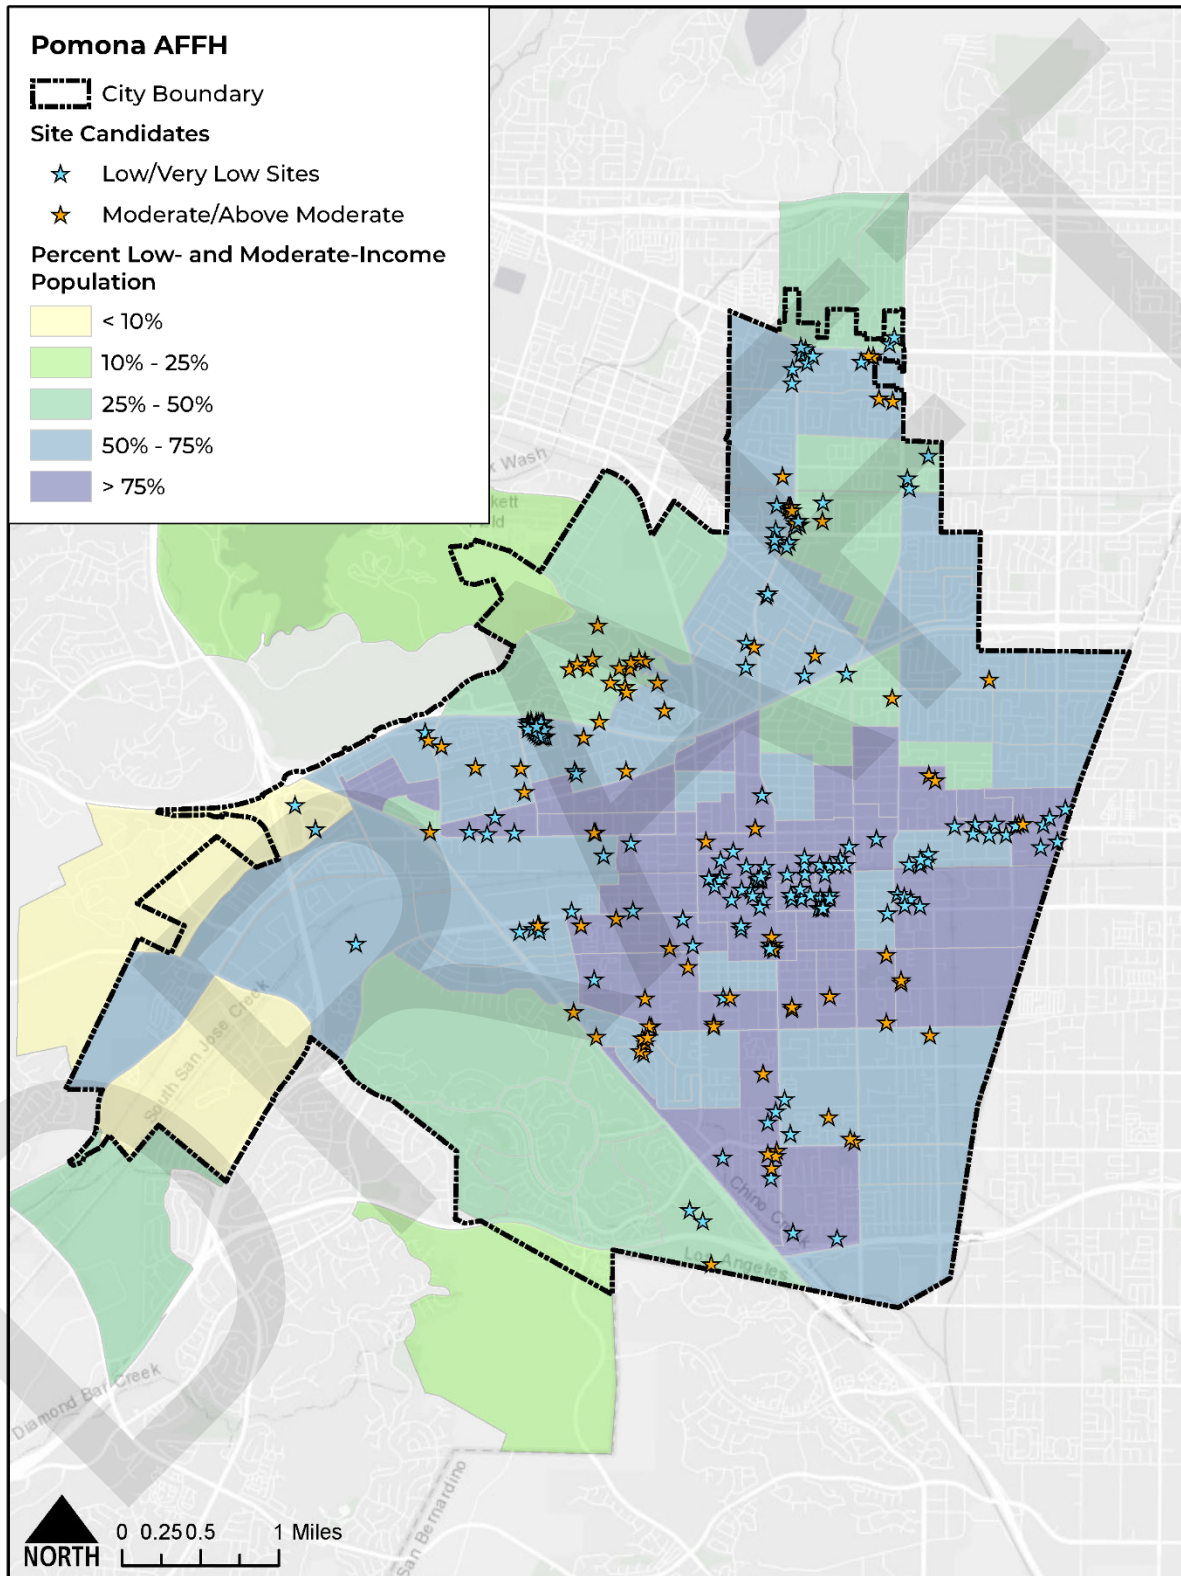 Pomona AFFH
City Boundary
Site Candidates
Low/Very Low Sites
Moderate/Above Moderate
Percent Low- and Moderate-Income
Population
< 10%
10% - 25%
25% - 50%
50% - 75%
> 75%
Wash
kett
South San Jose Creek
Chino
Los Angeles
Diamond Bar Creek
San Bernardino
DRAFT
0 0.25 0.5 1 Miles
NORTH